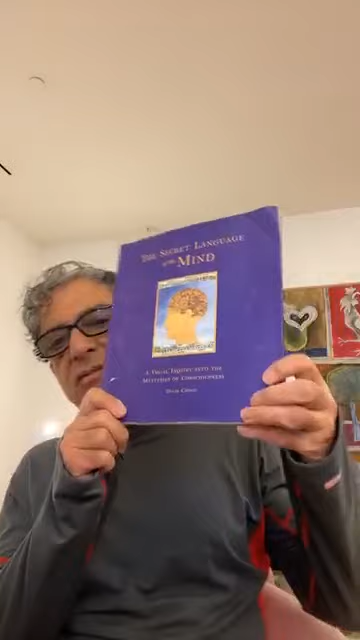 THE SECRET LANGUAGE
of the MIND
A VISUAL INQUIRY INTO THE
MYSTERIES OF CONSCIOUSNESS